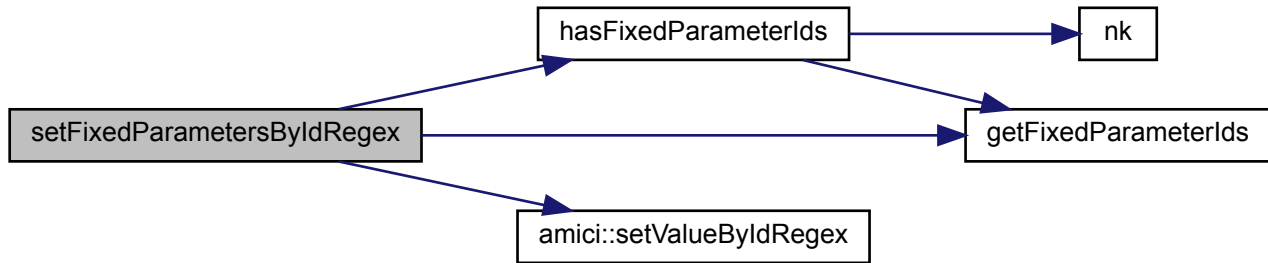 hasFixedParameterIds
nk
setFixedParametersByIdRegex
getFixedParameterIds
amici::setValueByIdRegex